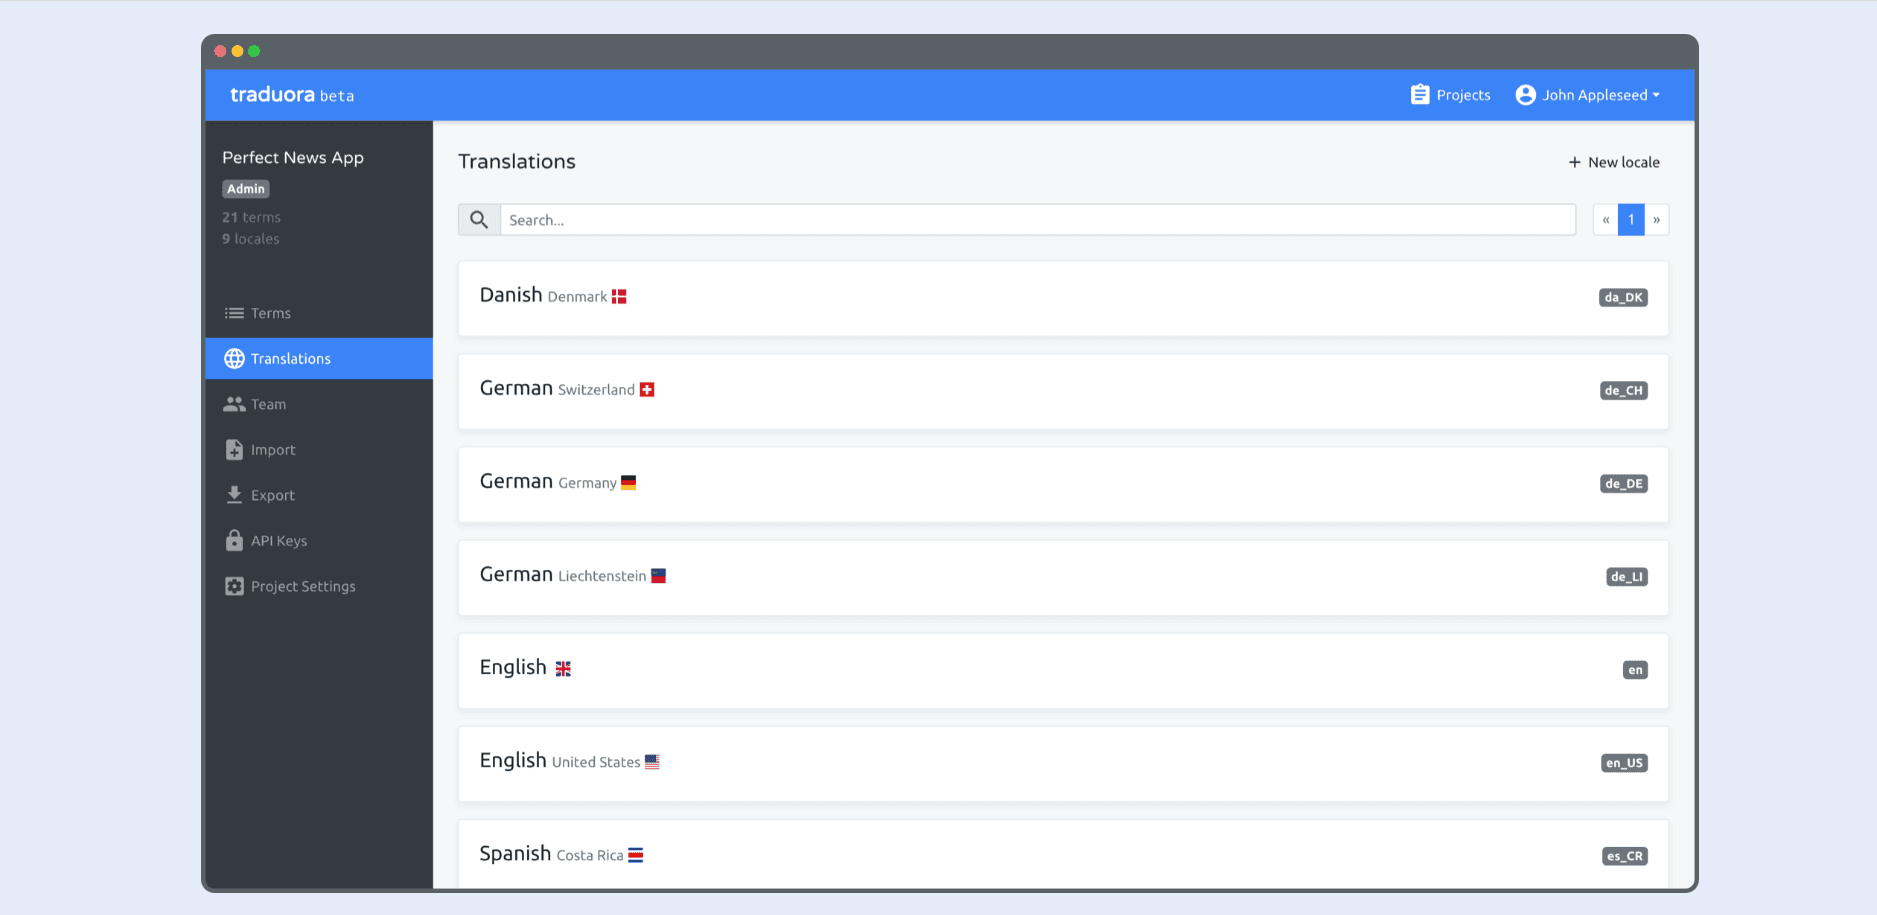 traduora beta
Projects
John Appleseed
Perfect News App
Admin
21 terms
9 locales
Terms
Translations
Team
Import
Export
API Keys
Project Settings
Translations
+ New locale
Search...
« 1 »
Danish Denmark
da_DK
German Switzerland
de_CH
German Germany
de_DE
German Liechtenstein
de_LI
English
en
English United States
en_US
Spanish Costa Rica
es_CR